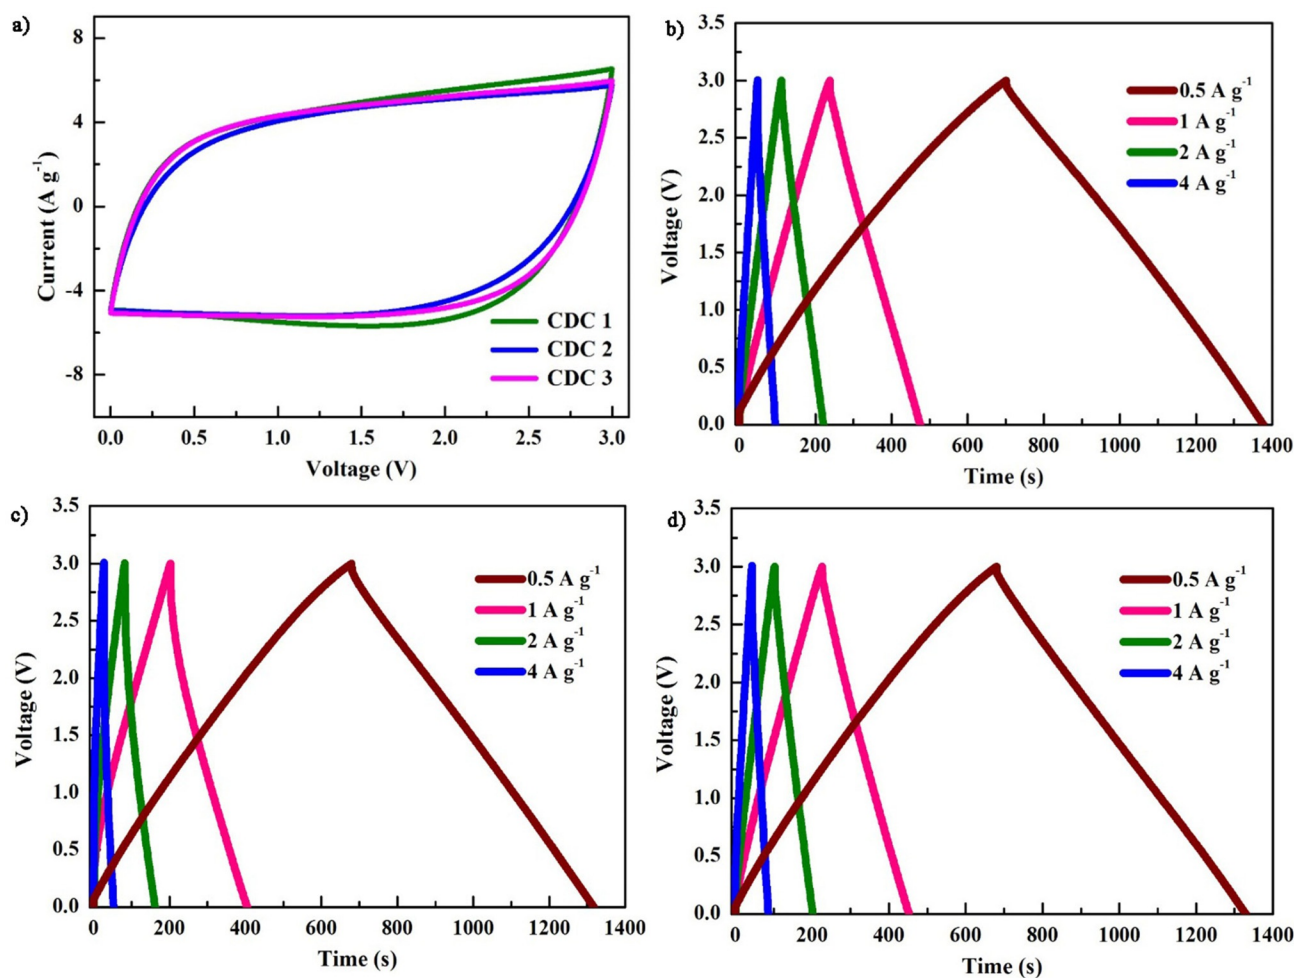 a)
8
4
0
-4
-8
Current (A g⁻¹)
CDC 1
CDC 2
CDC 3
0.0 0.5 1.0 1.5 2.0 2.5 3.0
Voltage (V)
b)
3.5
3.0
2.5
2.0
1.5
1.0
0.5
0.0
Voltage (V)
0.5 A g⁻¹
1 A g⁻¹
2 A g⁻¹
4 A g⁻¹
0 200 400 600 800 1000 1200 1400
Time (s)
c)
3.5
3.0
2.5
2.0
1.5
1.0
0.5
0.0
Voltage (V)
0.5 A g⁻¹
1 A g⁻¹
2 A g⁻¹
4 A g⁻¹
0 200 400 600 800 1000 1200 1400
Time (s)
d)
3.5
3.0
2.5
2.0
1.5
1.0
0.5
0.0
Voltage (V)
0.5 A g⁻¹
1 A g⁻¹
2 A g⁻¹
4 A g⁻¹
0 200 400 600 800 1000 1200 1400
Time (s)